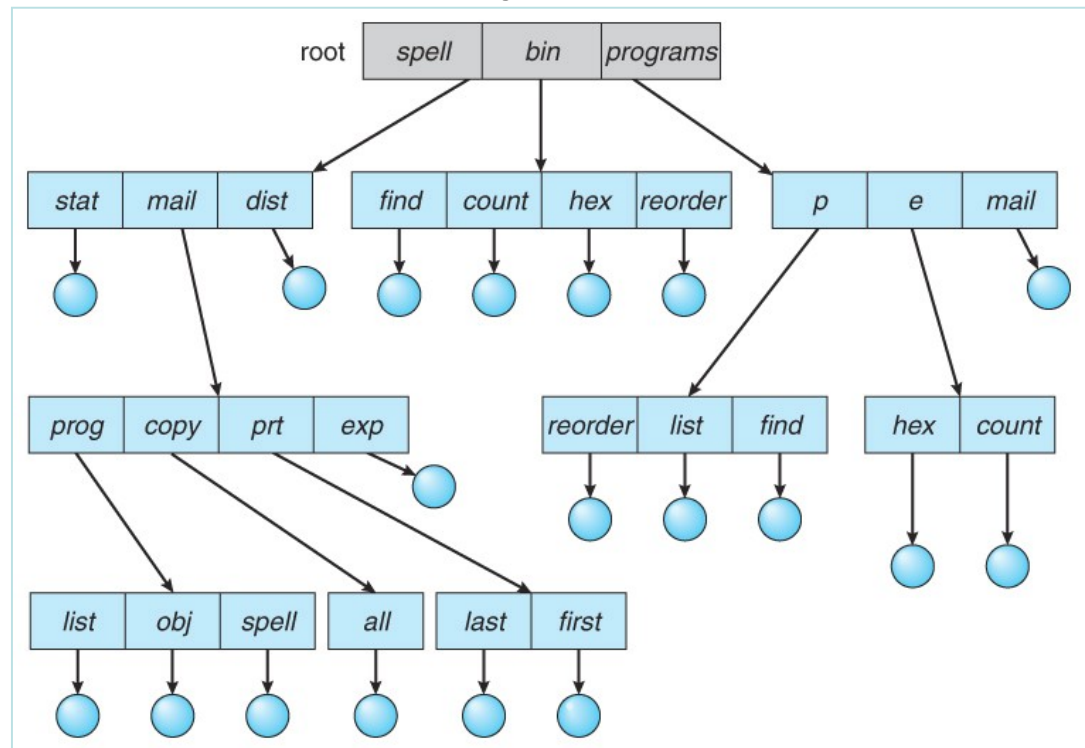 root spell bin programs
stat mail dist find count hex reorder p e mail
prog copy prt exp reorder list find hex count
list obj spell all last first